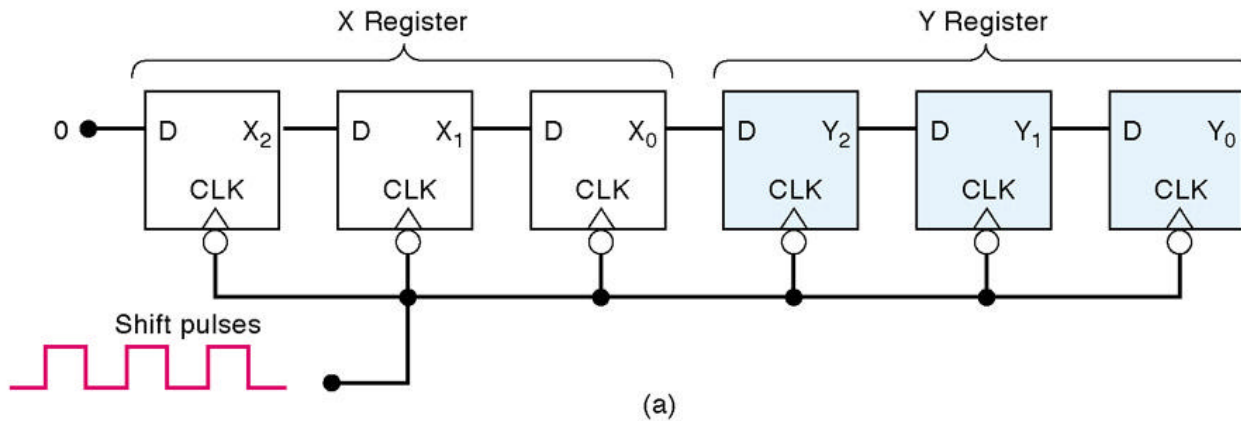 X Register Y Register
0 D X₂ D X₁ D X₀ D Y₂ D Y₁ D Y₀
CLK CLK CLK CLK CLK CLK
Shift pulses
(a)